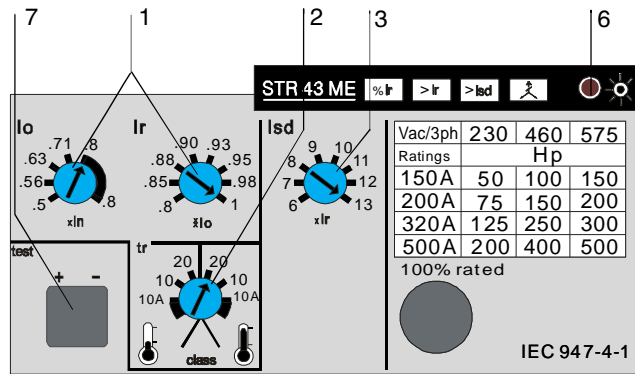 7 1 2 3 6
STR 43 ME %Ir >Ir >Isd
Io Ir Isd
.5 .56 .63 .71 .8 .8
xIn
.8 .85 .88 .90 .93 .95 .98 1
xIo
6 7 8 9 10 11 12 13
xIr
Vac/3ph 230 460 575
Ratings Hp
150A 50 100 150
200A 75 150 200
320A 125 250 300
500A 200 400 500
100% rated
test
+ −
tr
10A 10 20 20 10 10A
class
IEC 947-4-1